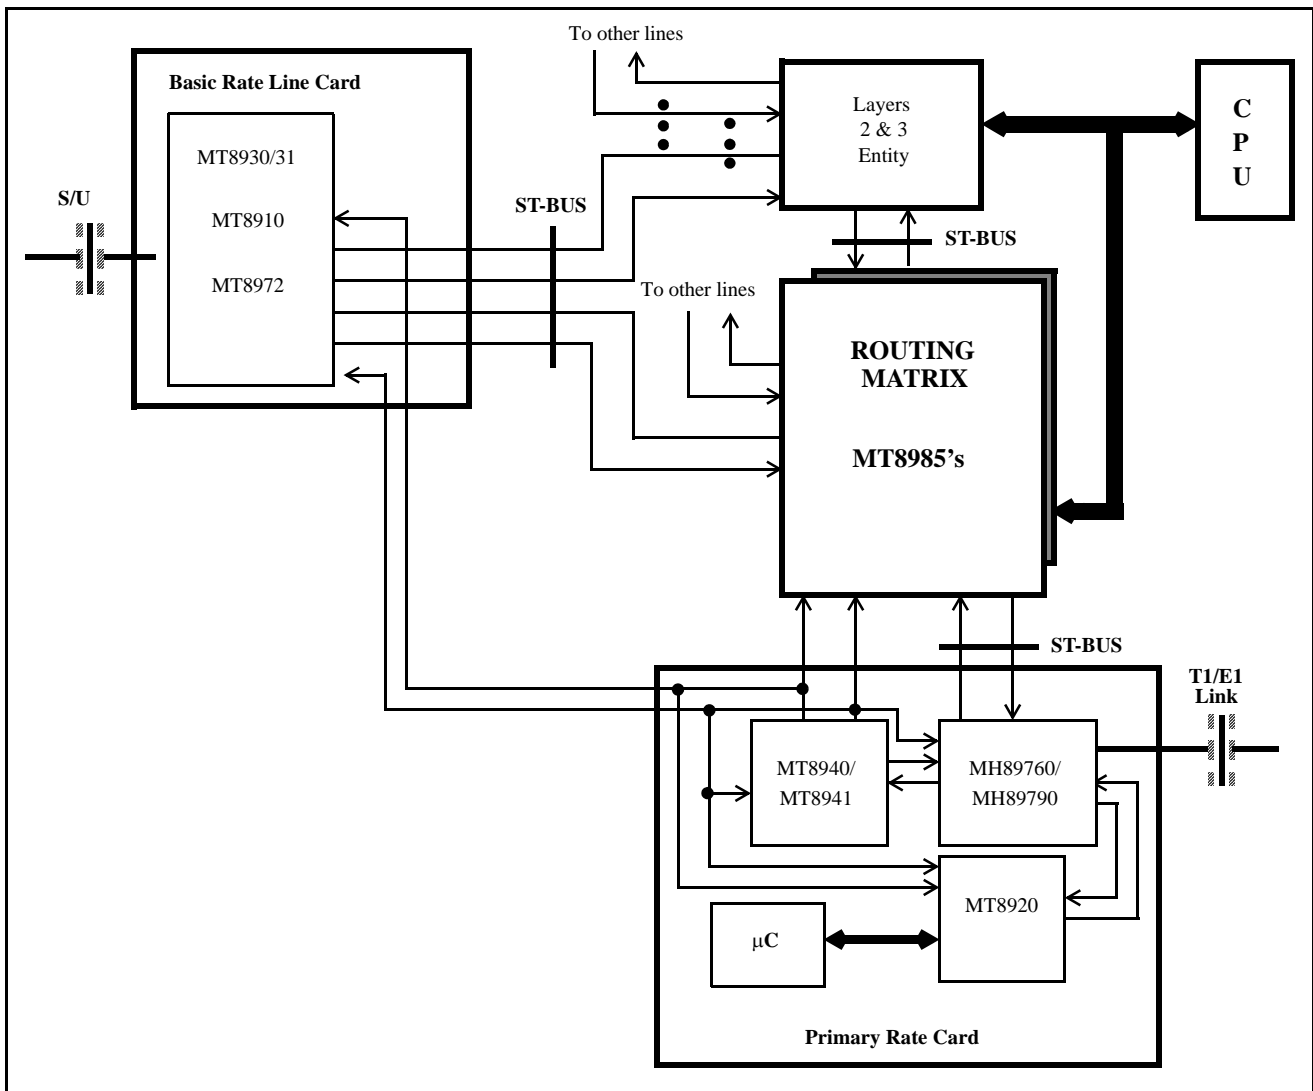 To other lines
Basic Rate Line Card
MT8930/31
MT8910
MT8972
S/U
ST-BUS
Layers
2 & 3
Entity
C
P
U
ST-BUS
To other lines
ROUTING
MATRIX
MT8985's
ST-BUS
T1/E1
Link
MT8940/
MT8941
MH89760/
MH89790
MT8920
µC
Primary Rate Card